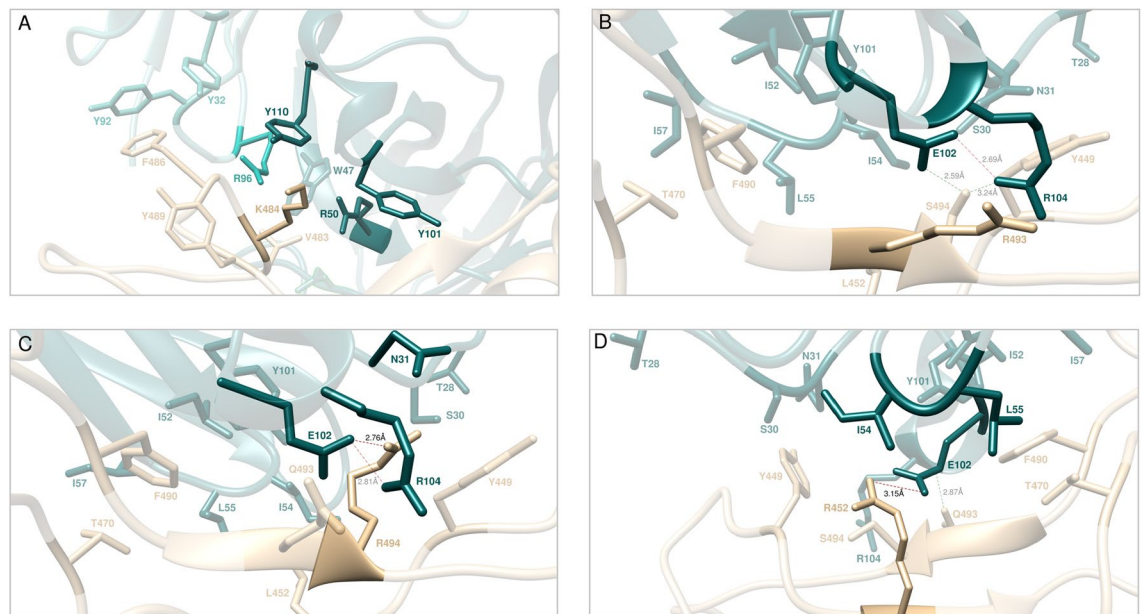 A
Y32
Y92
Y110
F486
R96
W47
K484
Y489
R50
Y101
V483
B
Y101
T28
I52
N31
I57
S30
E102
I54
Y449
F490
2.69Å
2.59Å
L55
3.24Å
T470
S494
R104
R493
L452
C
N31
Y101
T28
I52
S30
E102
2.76Å
Q493
2.81Å
R104
I57
F490
Y449
L55
I54
T470
R494
L452
D
T28
N31
I52
I57
Y101
L55
S30
I54
E102
F490
Y449
T470
3.15Å
2.87Å
R452
Q493
S494
R104